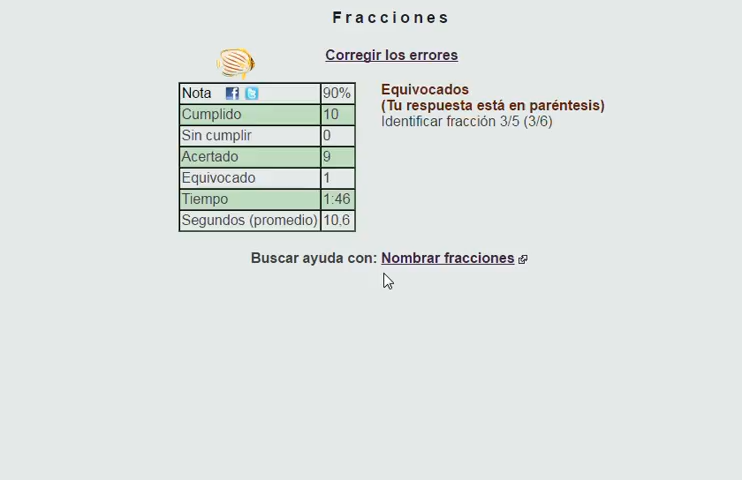 Fracciones
Corregir los errores
Nota 90%
Cumplido 10
Sin cumplir 0
Acertado 9
Equivocado 1
Tiempo 1:46
Segundos (promedio) 10.6
Equivocados
(Tu respuesta está en paréntesis)
Identificar fracción 3/5 (3/6)
Buscar ayuda con: Nombrar fracciones